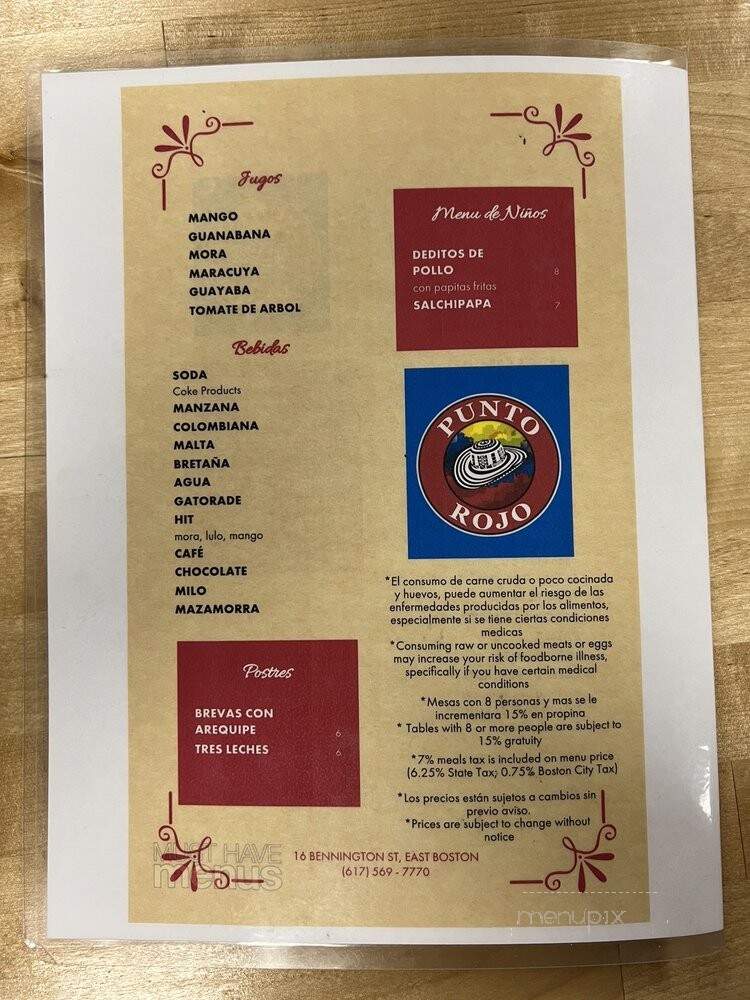 Jugos
MANGO
GUANABANA
MORA
MARACUYA
GUAYABA
TOMATE DE ARBOL
Bebidas
SODA
Coke Products
MANZANA
COLOMBIANA
MALTA
BRETAÑA
AGUA
GATORADE
HIT
mora, lulo, mango
CAFÉ
CHOCOLATE
MILO
MAZAMORRA
Postres
BREVAS CON
AREQUIPE 6
TRES LECHES 6
Menu de Niños
DEDITOS DE
POLLO 8
con papitas fritas
SALCHIPAPA 7
PUNTO
ROJO
*El consumo de carne cruda o poco cocinada
y huevos, puede aumentar el riesgo de las
enfermedades producidas por los alimentos,
especialmente si se tiene ciertas condiciones
medicas
*Consuming raw or uncooked meats or eggs
may increase your risk of foodborne illness,
specifically if you have certain medical
conditions
*Mesas con 8 personas y mas se le
incrementara 15% en propina
* Tables with 8 or more people are subject to
15% gratuity
*7% meals tax is included on menu price
(6.25% State Tax; 0.75% Boston City Tax)
*Los precios están sujetos a cambios sin
previo aviso.
*Prices are subject to change without
notice
MUST HAVE
menus
16 BENNINGTON ST, EAST BOSTON
(617) 569 - 7770
menupix